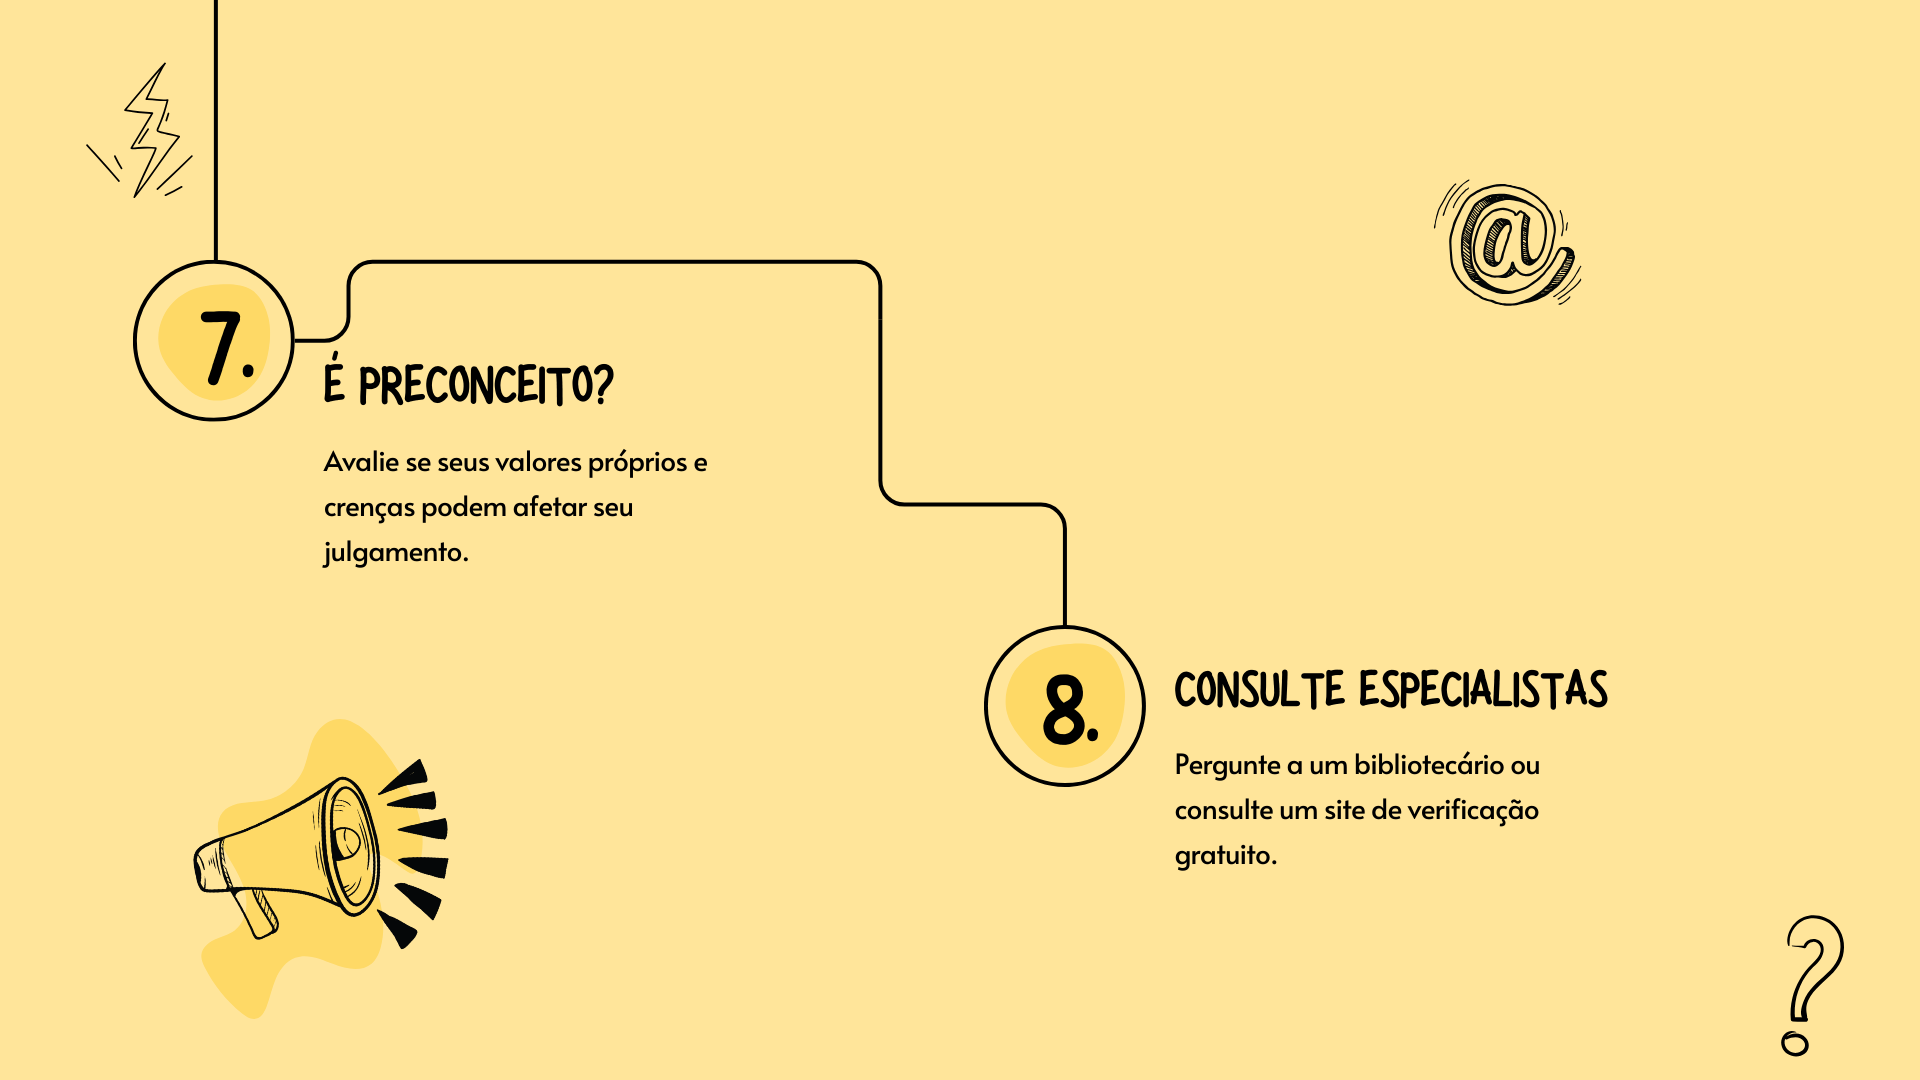 7.
É PRECONCEITO?
Avalie se seus valores próprios e
crenças podem afetar seu
julgamento.
8.
CONSULTE ESPECIALISTAS
Pergunte a um bibliotecário ou
consulte um site de verificação
gratuito.
@
?